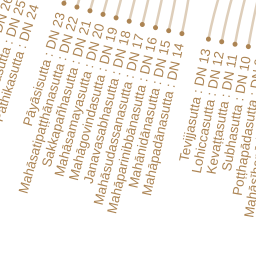 DN 24
Pāthikasutta :
DN 23
Pāyāsisutta :
DN 22
Mahāsatipaṭṭhānasutta :
DN 21
Sakkapañhasutta :
DN 20
Mahāsamayasutta :
DN 19
Mahāgovindasutta :
DN 18
Janavasabhasutta :
DN 17
Mahāsudassanasutta :
DN 16
Mahāparinibbānasutta :
DN 15
Mahānidānasutta :
DN 14
Mahāpadānasutta :
Tevijjasutta : DN 13
Lohiccasutta : DN 12
Kevaṭṭasutta : DN 11
Subhasutta : DN 10
Poṭṭhapādasutta :